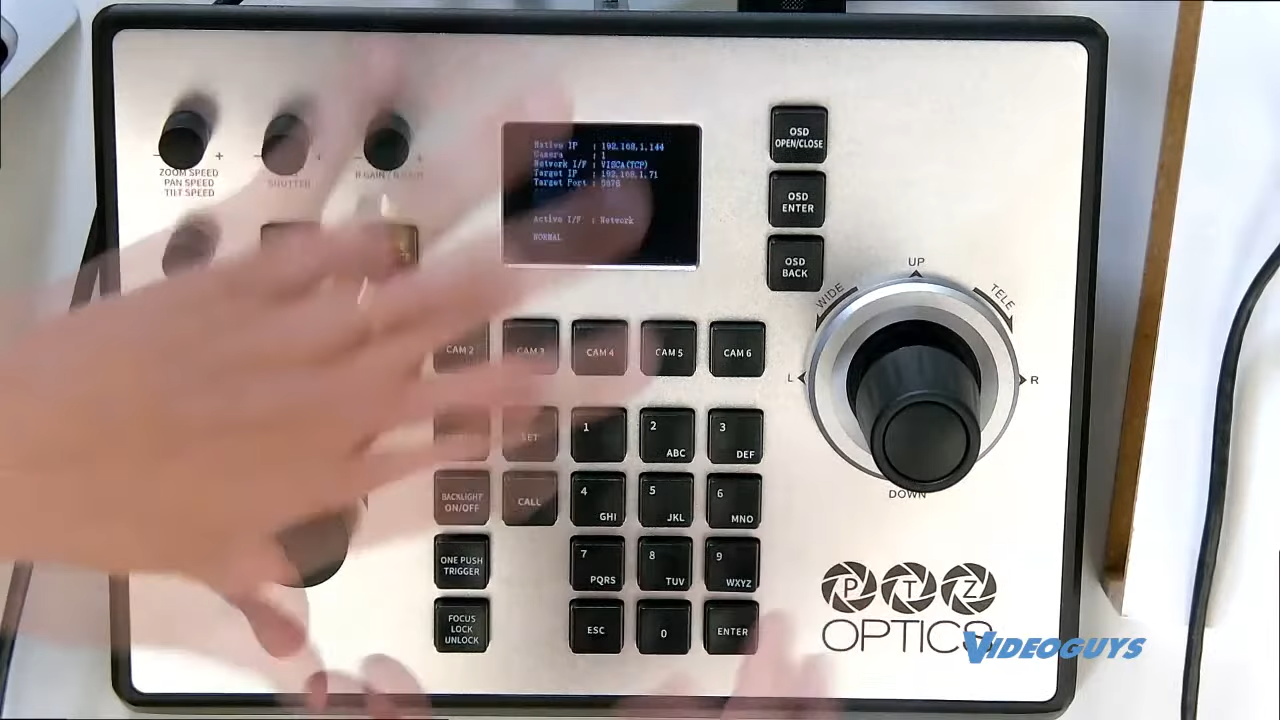 ZOOM SPEED
PAN SPEED
TILT SPEED
SHUTTER
Native IP : 192.168.1.144
Camera : 1
Network I/F : VISCA(TCP)
Target IP : 192.168.1.71
Target Port : 5678
Active I/F : Network
NORMAL
OSD
OPEN/CLOSE
OSD
ENTER
OSD
BACK
UP
WIDE
TELE
L
R
DOWN
CAM 2
CAM 3
CAM 4
CAM 5
CAM 6
SET
1
2
ABC
3
DEF
BACKLIGHT
ON/OFF
CALL
4
GHI
5
JKL
6
MNO
ONE PUSH
TRIGGER
7
PQRS
8
TUV
9
WXYZ
FOCUS
LOCK
UNLOCK
ESC
0
ENTER
PTZ
OPTICS
VIDEOGUYS